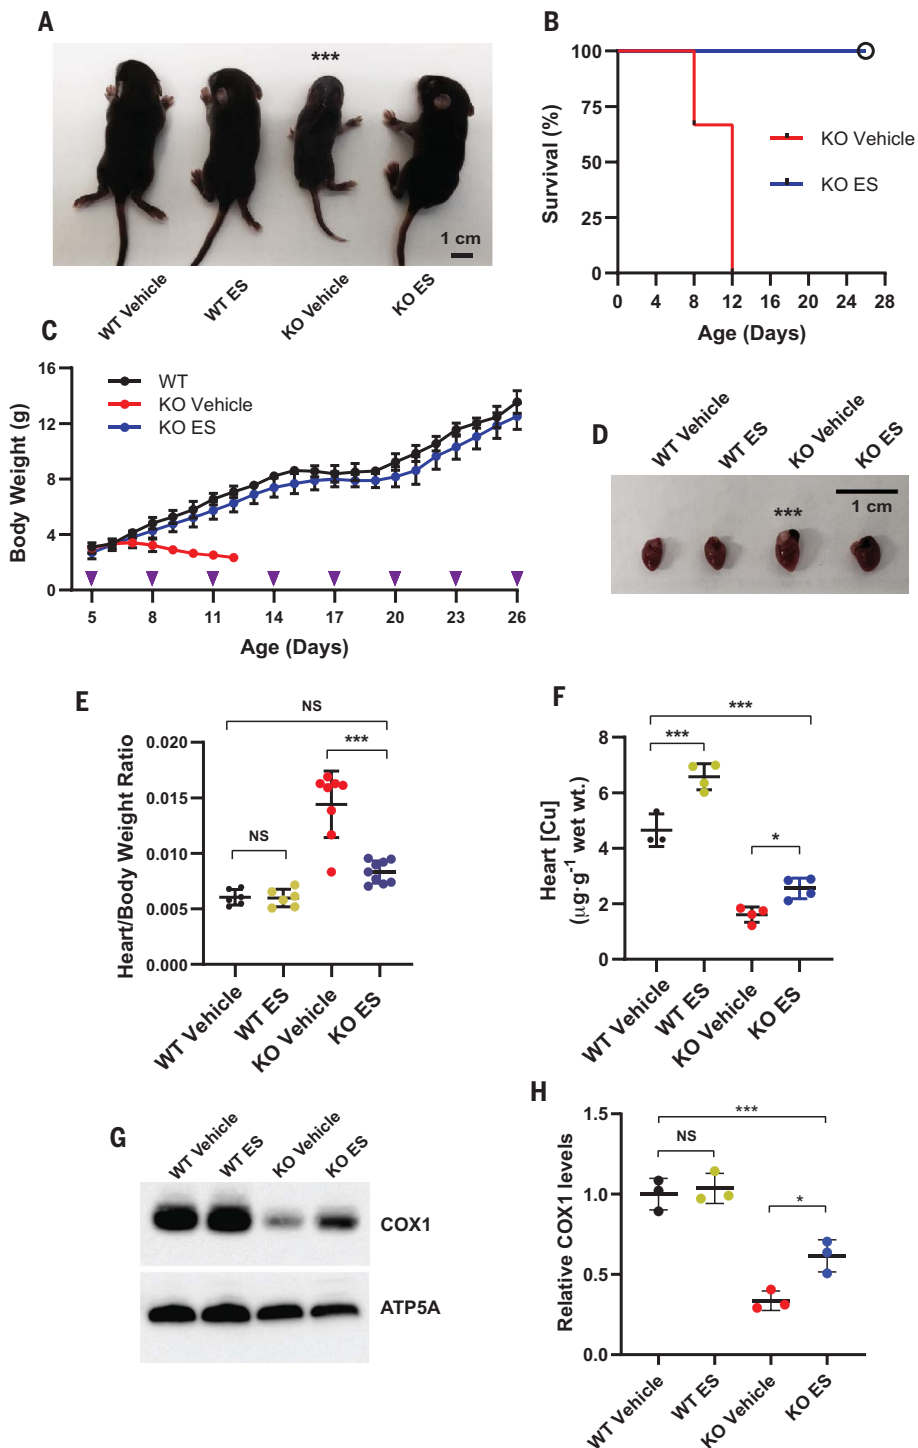 A
***
1 cm
WT Vehicle
WT ES
KO Vehicle
KO ES
B
100
75
50
25
0
Survival (%)
KO Vehicle
KO ES
0 4 8 12 16 20 24 28
Age (Days)
C
16
12
8
4
0
Body Weight (g)
WT
KO Vehicle
KO ES
5 8 11 14 17 20 23 26
Age (Days)
D
WT Vehicle
WT ES
KO Vehicle
KO ES
1 cm
***
E
NS
***
NS
0.020
0.015
0.010
0.005
0.000
Heart/Body Weight Ratio
WT Vehicle
WT ES
KO Vehicle
KO ES
F
***
***
*
8
6
4
2
0
Heart [Cu]
(µg·g⁻¹ wet wt.)
WT Vehicle
WT ES
KO Vehicle
KO ES
G
WT Vehicle
WT ES
KO Vehicle
KO ES
COX1
ATP5A
H
***
NS
*
1.5
1.0
0.5
0.0
Relative COX1 levels
WT Vehicle
WT ES
KO Vehicle
KO ES